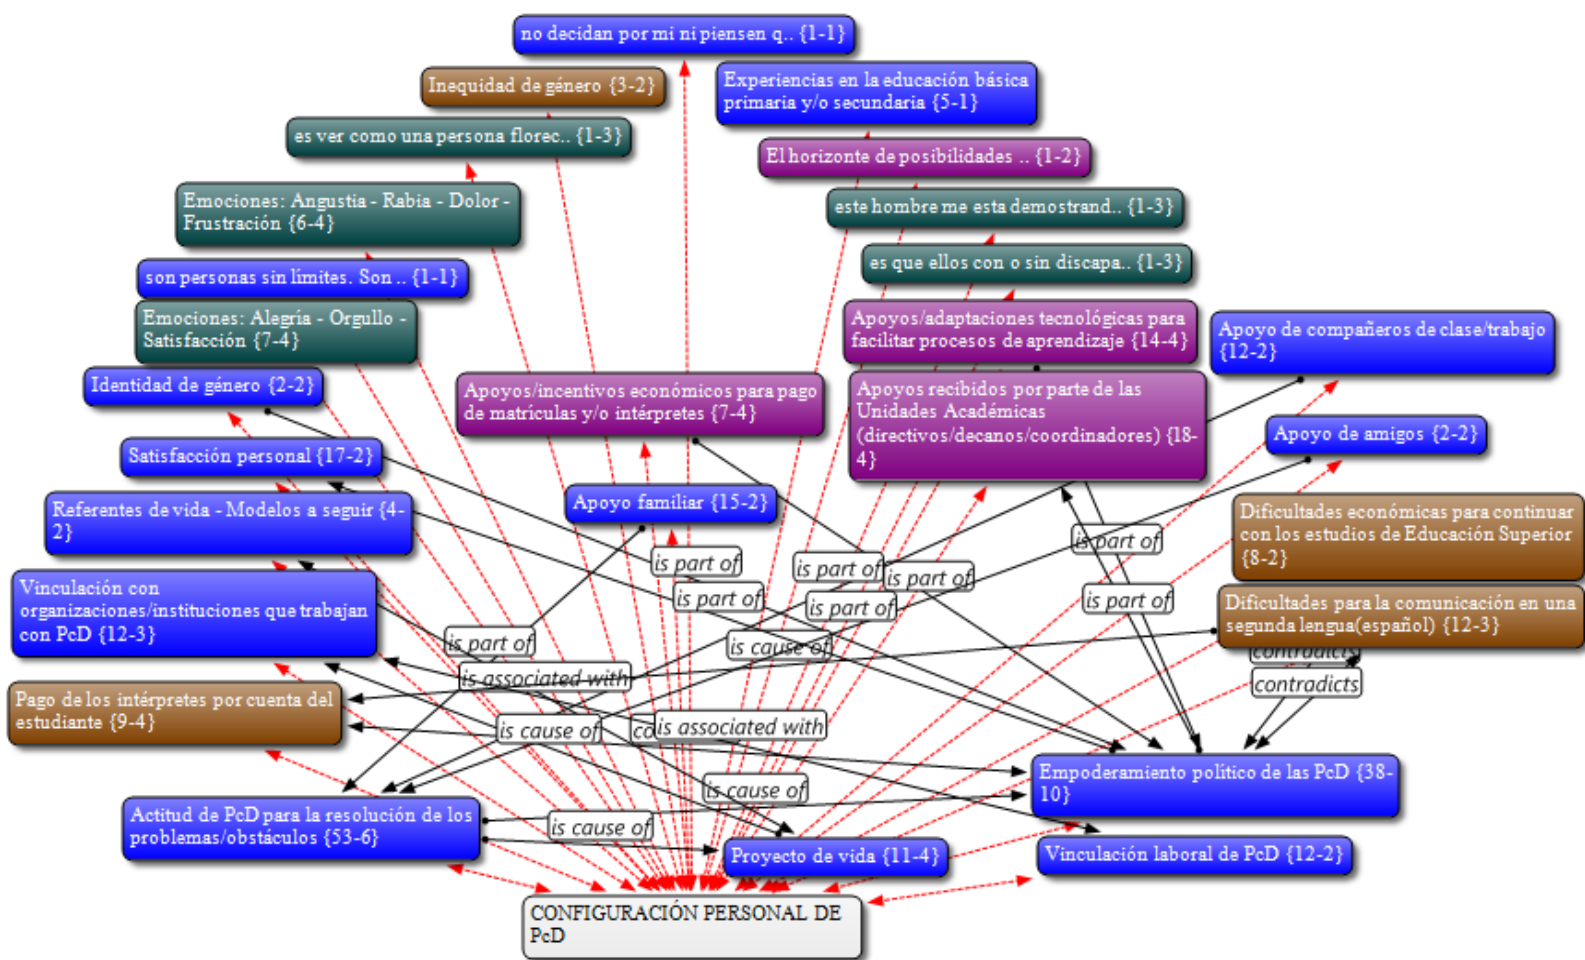 no decidan por mi ni piensen q.. {1-1}
Inequidad de género {3-2}
Experiencias en la educación básica
primaria y/o secundaria {5-1}
es ver como una persona florec.. {1-3}
El horizonte de posibilidades .. {1-2}
Emociones: Angustia - Rabia - Dolor -
Frustración {6-4}
este hombre me esta demostrand.. {1-3}
son personas sin límites. Son .. {1-1}
es que ellos con o sin discapa.. {1-3}
Emociones: Alegría - Orgullo -
Satisfacción {7-4}
Apoyos/adaptaciones tecnológicas para
facilitar procesos de aprendizaje {14-4}
Apoyo de compañeros de clase/trabajo
{12-2}
Identidad de género {2-2}
Apoyos/incentivos económicos para pago
de matrículas y/o intérpretes {7-4}
Apoyos recibidos por parte de las
Unidades Académicas
(directivos/decanos/coordinadores) {18-
4}
Apoyo de amigos {2-2}
Satisfacción personal {17-2}
Referentes de vida - Modelos a seguir {4-
2}
Apoyo familiar {15-2}
Dificultades económicas para continuar
con los estudios de Educación Superior
{8-2}
is part of
is part of
is part of
is part of
is part of
is part of
is part of
Vinculación con
organizaciones/instituciones que trabajan
con PcD {12-3}
Dificultades para la comunicación en una
segunda lengua(español) {12-3}
is part of
is cause of
contradicts
is associated with
contradicts
Pago de los intérpretes por cuenta del
estudiante {9-4}
is cause of
is associated with
Empoderamiento político de las PcD {38-
10}
is cause of
Actitud de PcD para la resolución de los
problemas/obstáculos {53-6}
is cause of
Proyecto de vida {11-4}
Vinculación laboral de PcD {12-2}
CONFIGURACIÓN PERSONAL DE
PcD